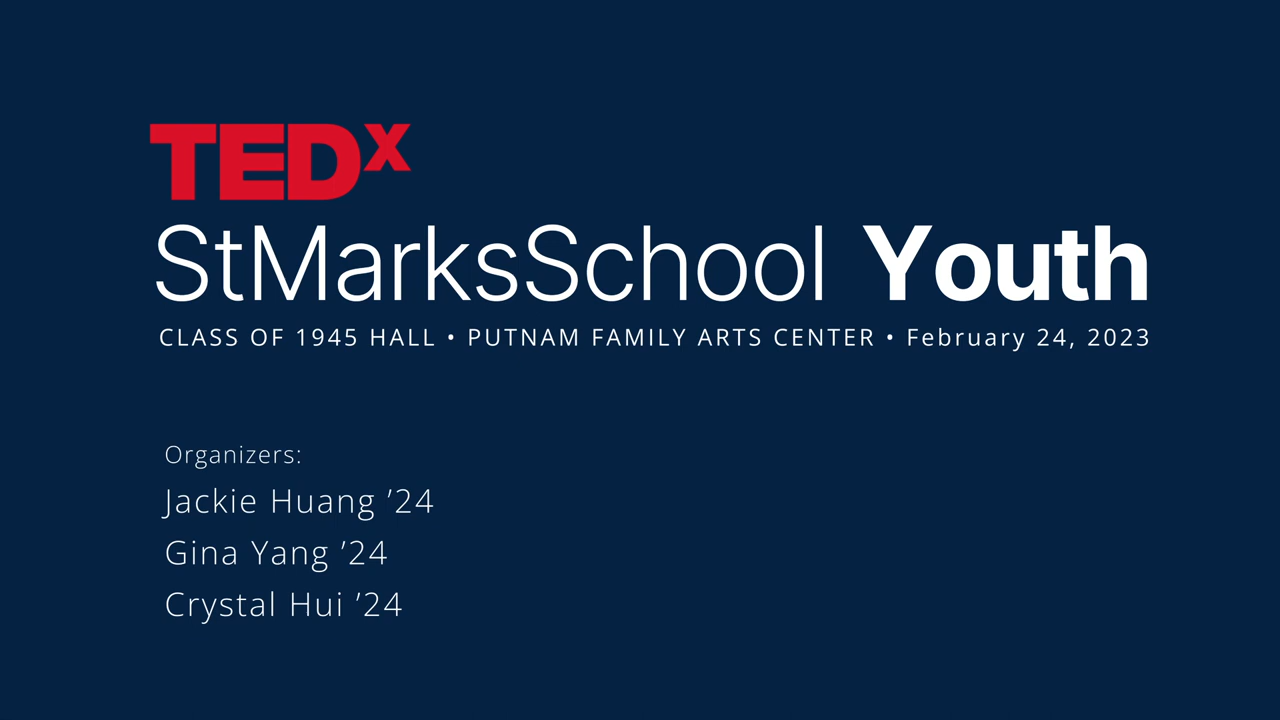 TEDx
StMarksSchool Youth
CLASS OF 1945 HALL • PUTNAM FAMILY ARTS CENTER • February 24, 2023
Organizers:
Jackie Huang ’24
Gina Yang ’24
Crystal Hui ’24